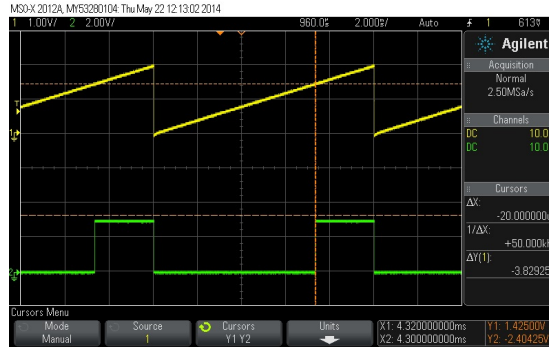 MSO-X 2012A, MY53280104: Thu May 22 12:13:02 2014
1 1.00V/ 2 2.00V/ 960.0s 2.000s/ Auto 1 613
Agilent
Acquisition
Normal
2.50MSa/s
Channels
DC 10.0
DC 10.0
Cursors
ΔX:
-20.000000
1/ΔX:
+50.000k
ΔY(1):
-3.82925
Cursors Menu
Mode Source Cursors Units X1: 4.320000000ms Y1: 1.42500V
Manual 1 Y1 Y2 X2: 4.300000000ms Y2: -2.40425V